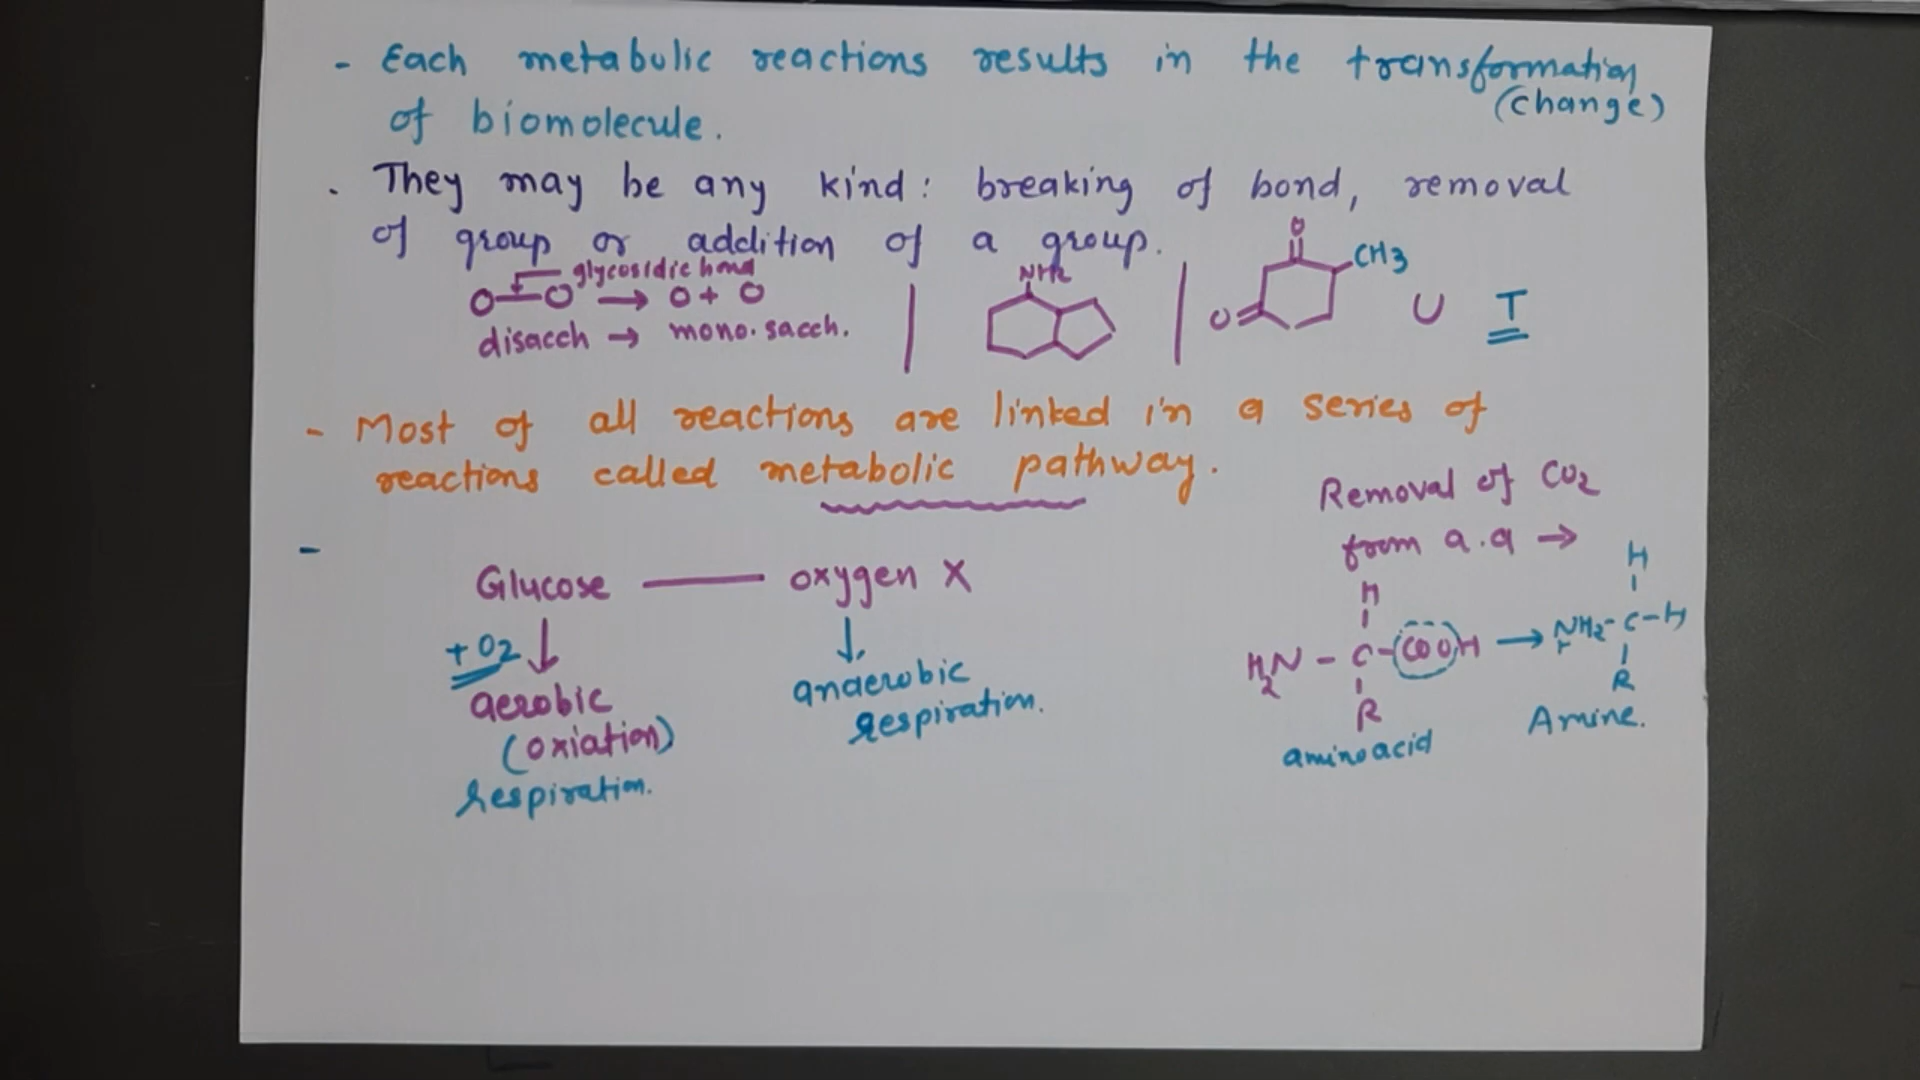 - Each metabolic reactions results in the transformation
(change)
of biomolecule.
. They may be any kind: breaking of bond, removal
of group or addition of a group.
glycosidic bond
O-O → O + O
disacch → mono.sacch.
NH2
O
CH3
O
U T
- Most of all reactions are linked in a series of
reactions called metabolic pathway.
-
Glucose — oxygen X
+ O2
aerobic
(oxiation)
respiration.
anaerobic
respiration.
Removal of CO2
from a.a →
H
H2N - C - COOH → NH2 - C - H
R
aminoacid
H
R
Amine.